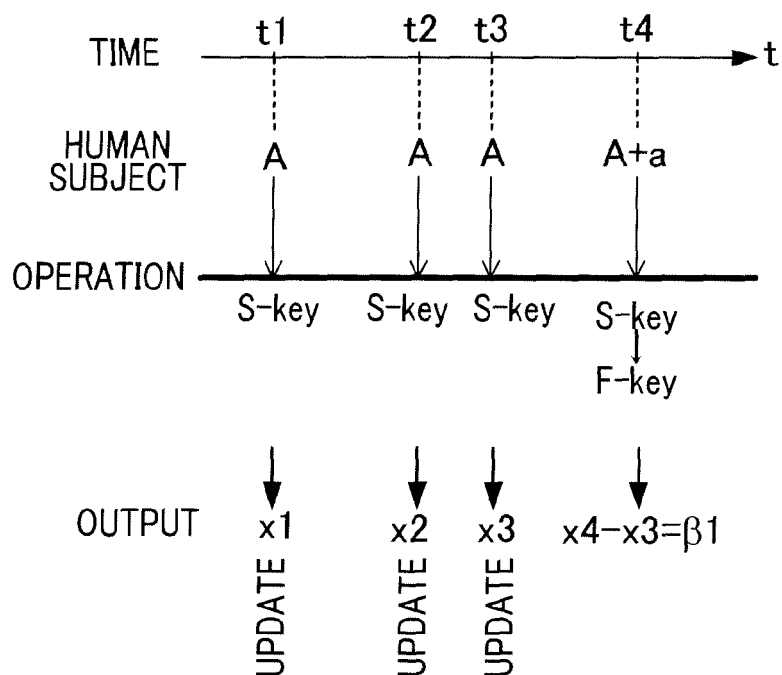 t1 t2 t3 t4
TIME t
HUMAN SUBJECT A A A A+a
OPERATION
S-key S-key S-key S-key
F-key
OUTPUT x1 x2 x3 x4-x3=β1
UPDATE UPDATE UPDATE